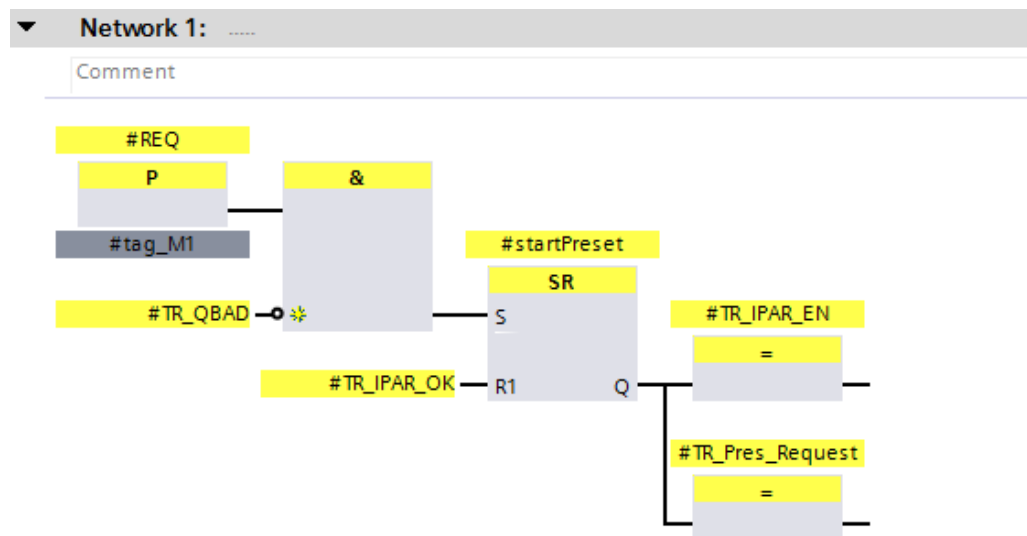 Network 1: .....
Comment
#REQ
P
&
#tag_M1
#startPreset
SR
#TR_QBAD
S
#TR_IPAR_EN
=
#TR_IPAR_OK
R1
Q
#TR_Pres_Request
=